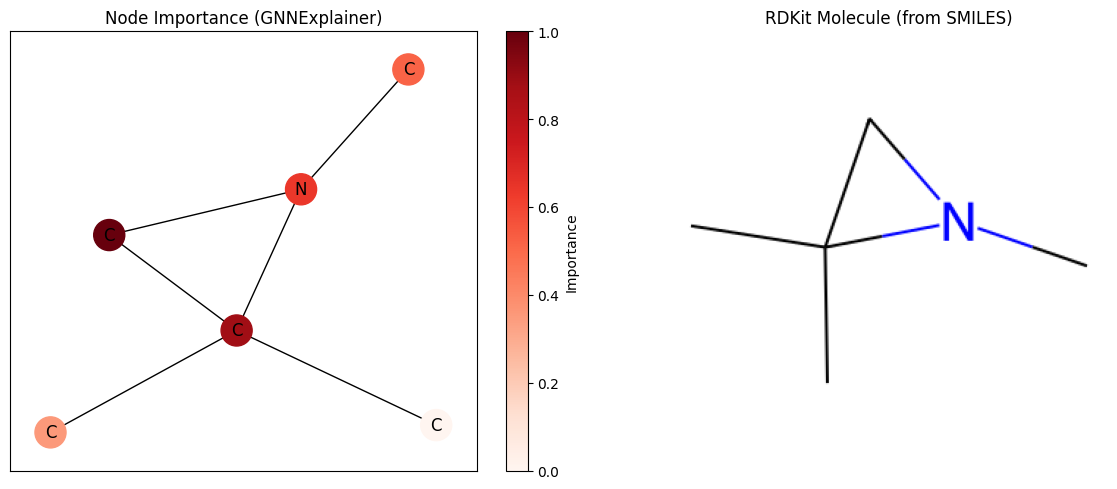 Node Importance (GNNExplainer)
C
N
C
C
C
C
1.0
0.8
0.6
0.4
0.2
0.0
Importance
RDKit Molecule (from SMILES)
N